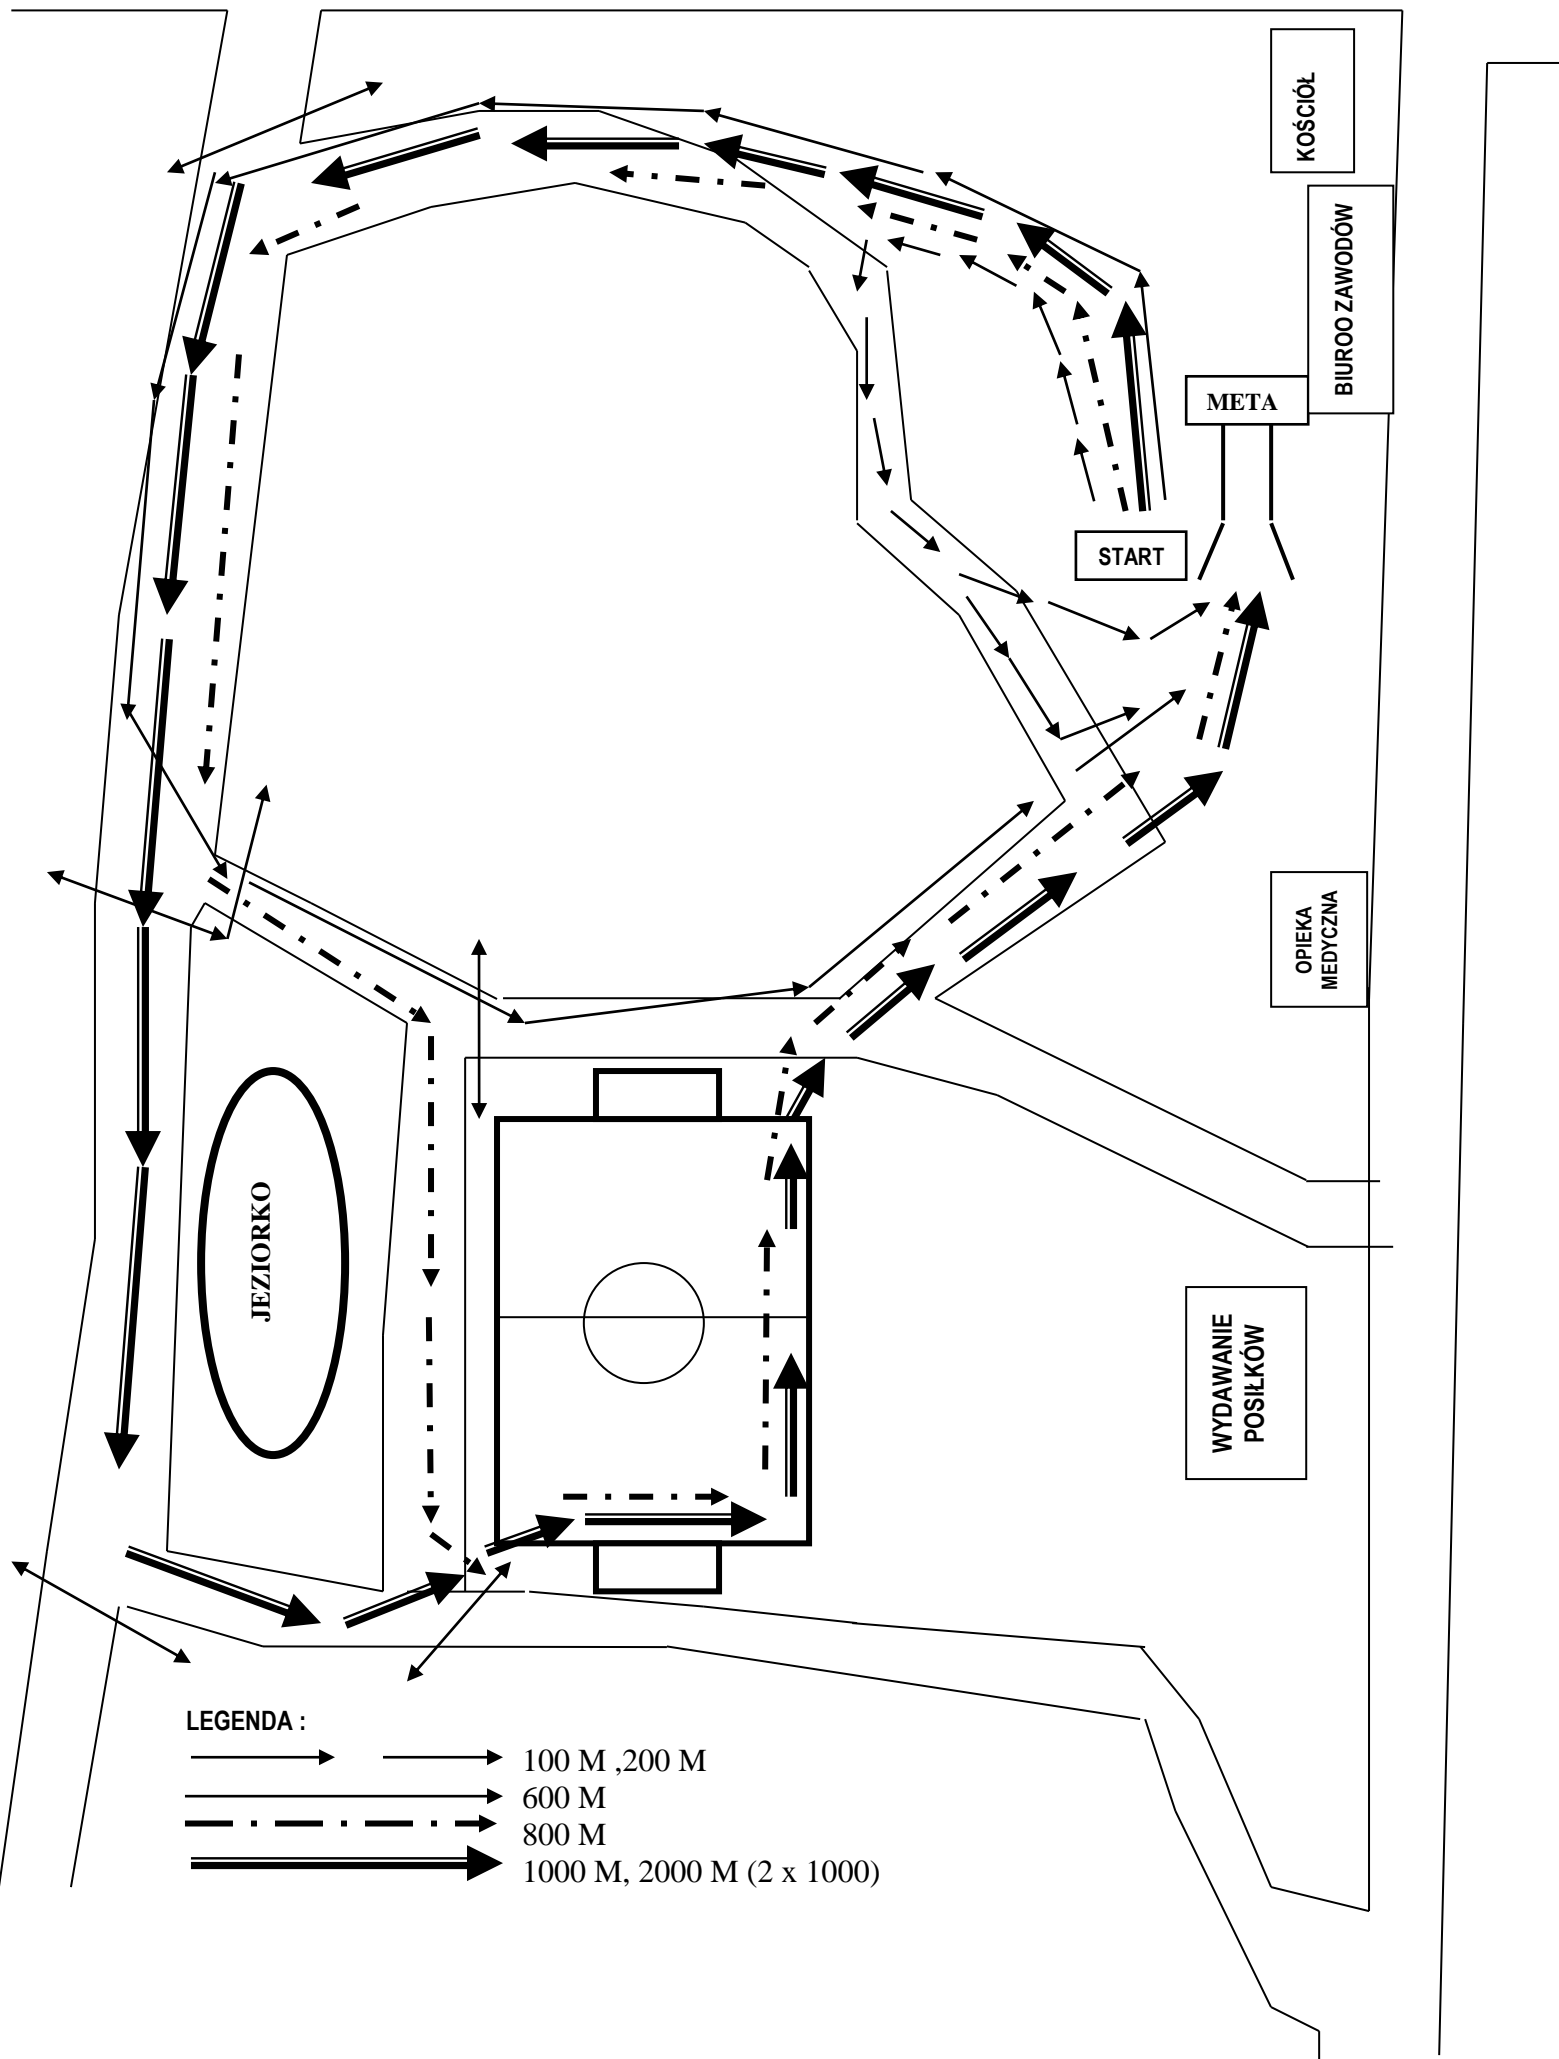 KOŚCIÓŁ
BIUROO ZAWODÓW
META
START
OPIEKA
MEDYCZNA
JEZIORKO
WYDAWANIE
POSIŁKÓW
LEGENDA :
100 M ,200 M
600 M
800 M
1000 M, 2000 M (2 x 1000)